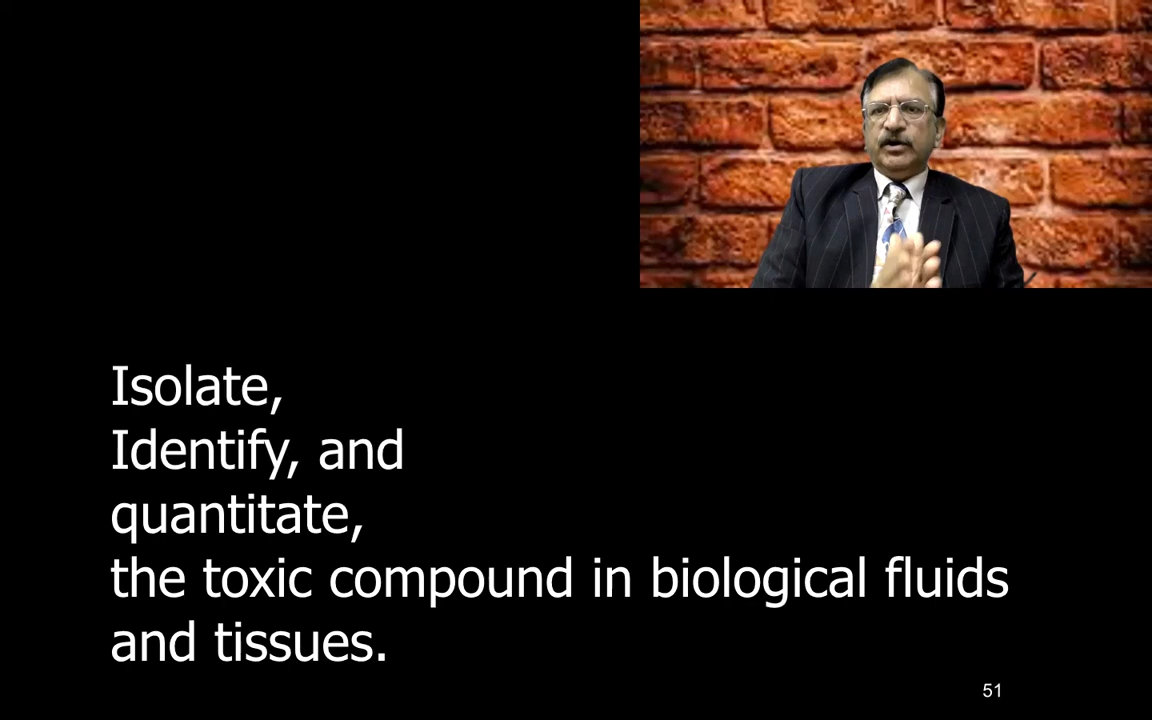 Isolate,
Identify, and
quantitate,
the toxic compound in biological fluids
and tissues.
51